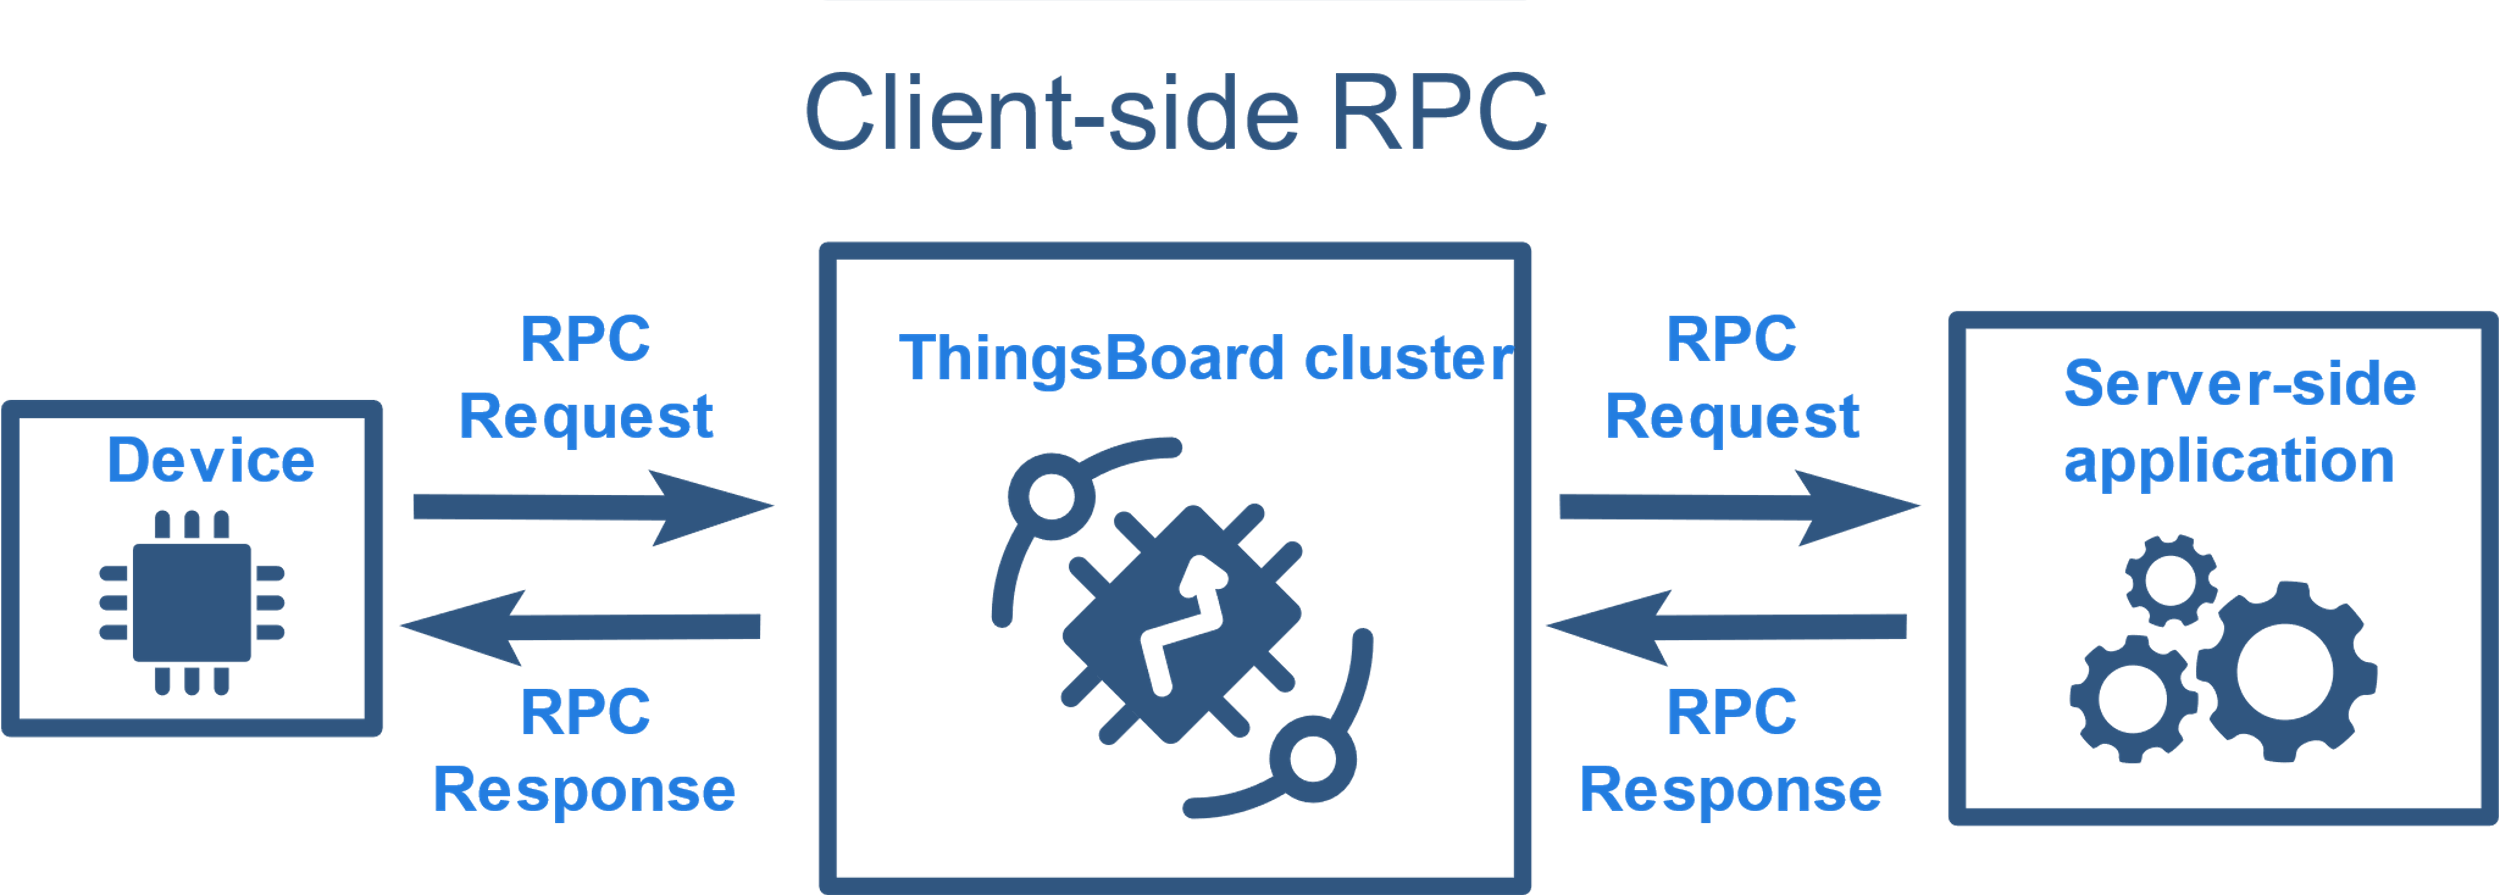 Client-side RPC
Device
RPC
Request
RPC
Response
ThingsBoard cluster
RPC
Request
RPC
Response
Server-side
application